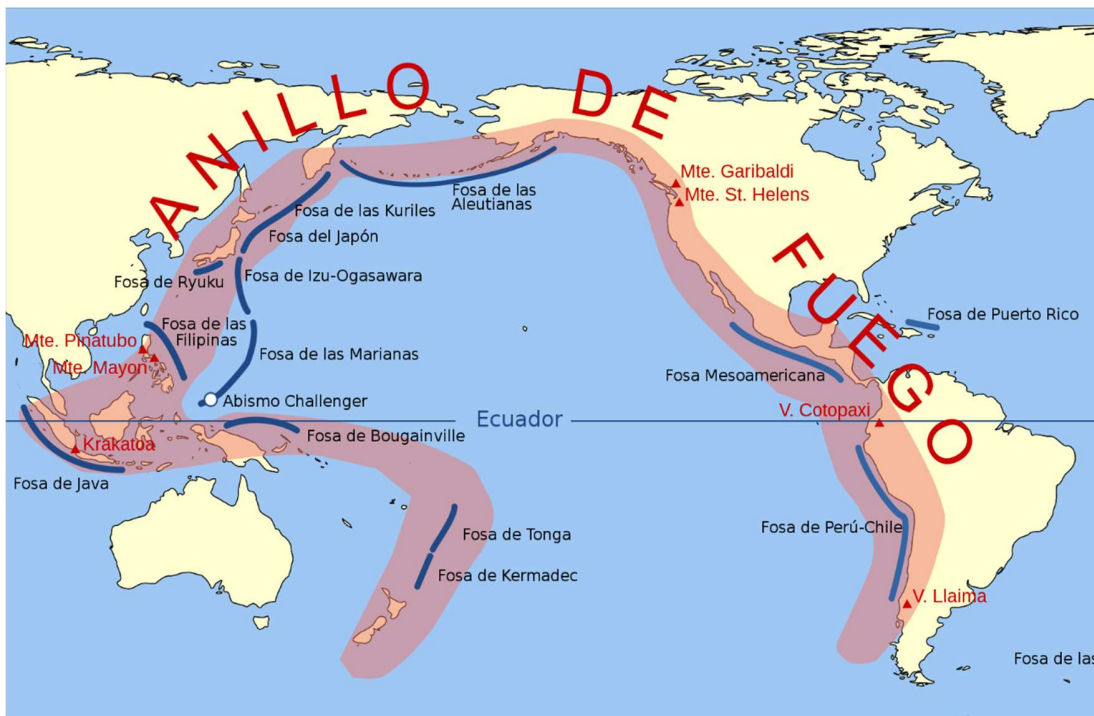 ANILLO DE FUEGO
Mte. Garibaldi
Mte. St. Helens
Fosa de las
Aleutianas
Fosa de las Kuriles
Fosa del Japón
Fosa de Izu-Ogasawara
Fosa de Ryuku
Fosa de las
Filipinas
Mte. Pinatubo
Mte. Mayon
Fosa de las Marianas
Fosa de Puerto Rico
Fosa Mesoamericana
Abismo Challenger
V. Cotopaxi
Ecuador
Fosa de Bougainville
Krakatoa
Fosa de Java
Fosa de Tonga
Fosa de Perú-Chile
Fosa de Kermadec
V. Llaima
Fosa de las